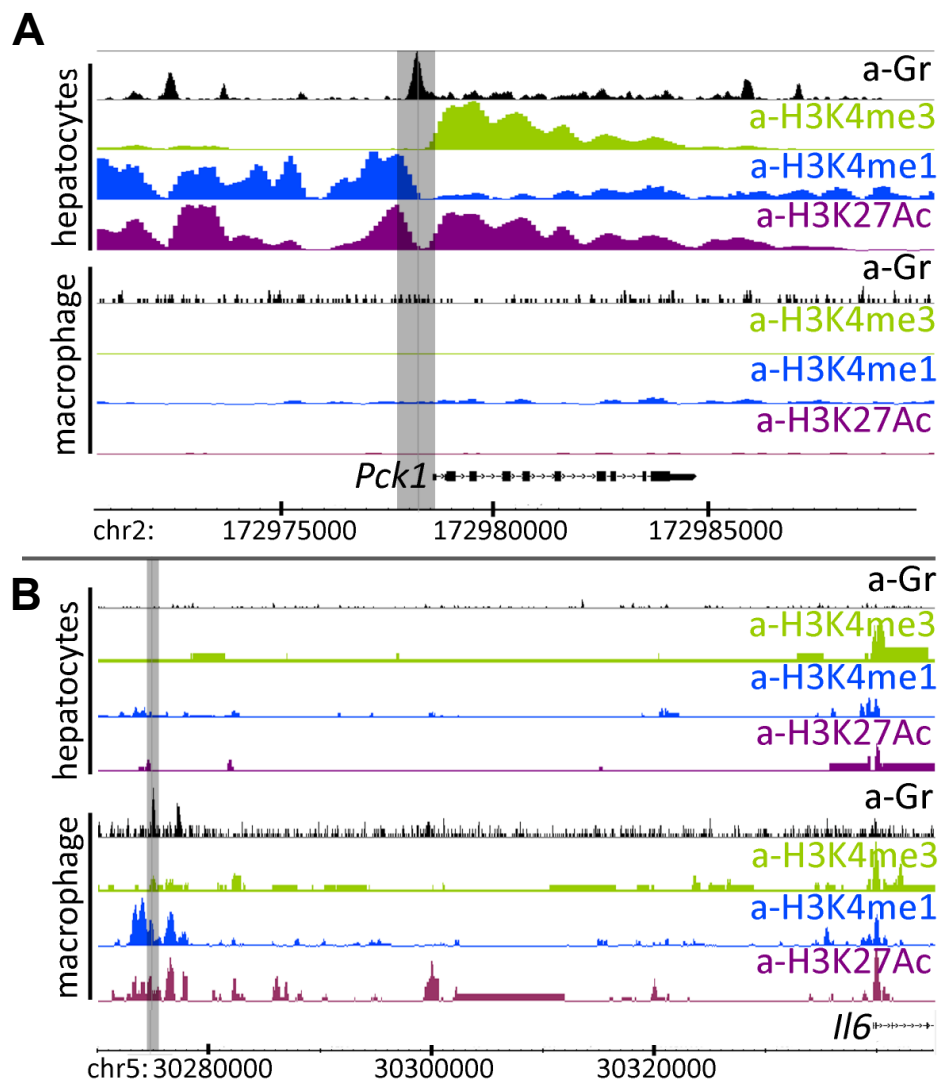 A
hepatocytes
a-Gr
a-H3K4me3
a-H3K4me1
a-H3K27Ac
macrophage
a-Gr
a-H3K4me3
a-H3K4me1
a-H3K27Ac
Pck1
chr2: 172975000 172980000 172985000
B
hepatocytes
a-Gr
a-H3K4me3
a-H3K4me1
a-H3K27Ac
macrophage
a-Gr
a-H3K4me3
a-H3K4me1
a-H3K27Ac
Il6
chr5: 30280000 30300000 30320000